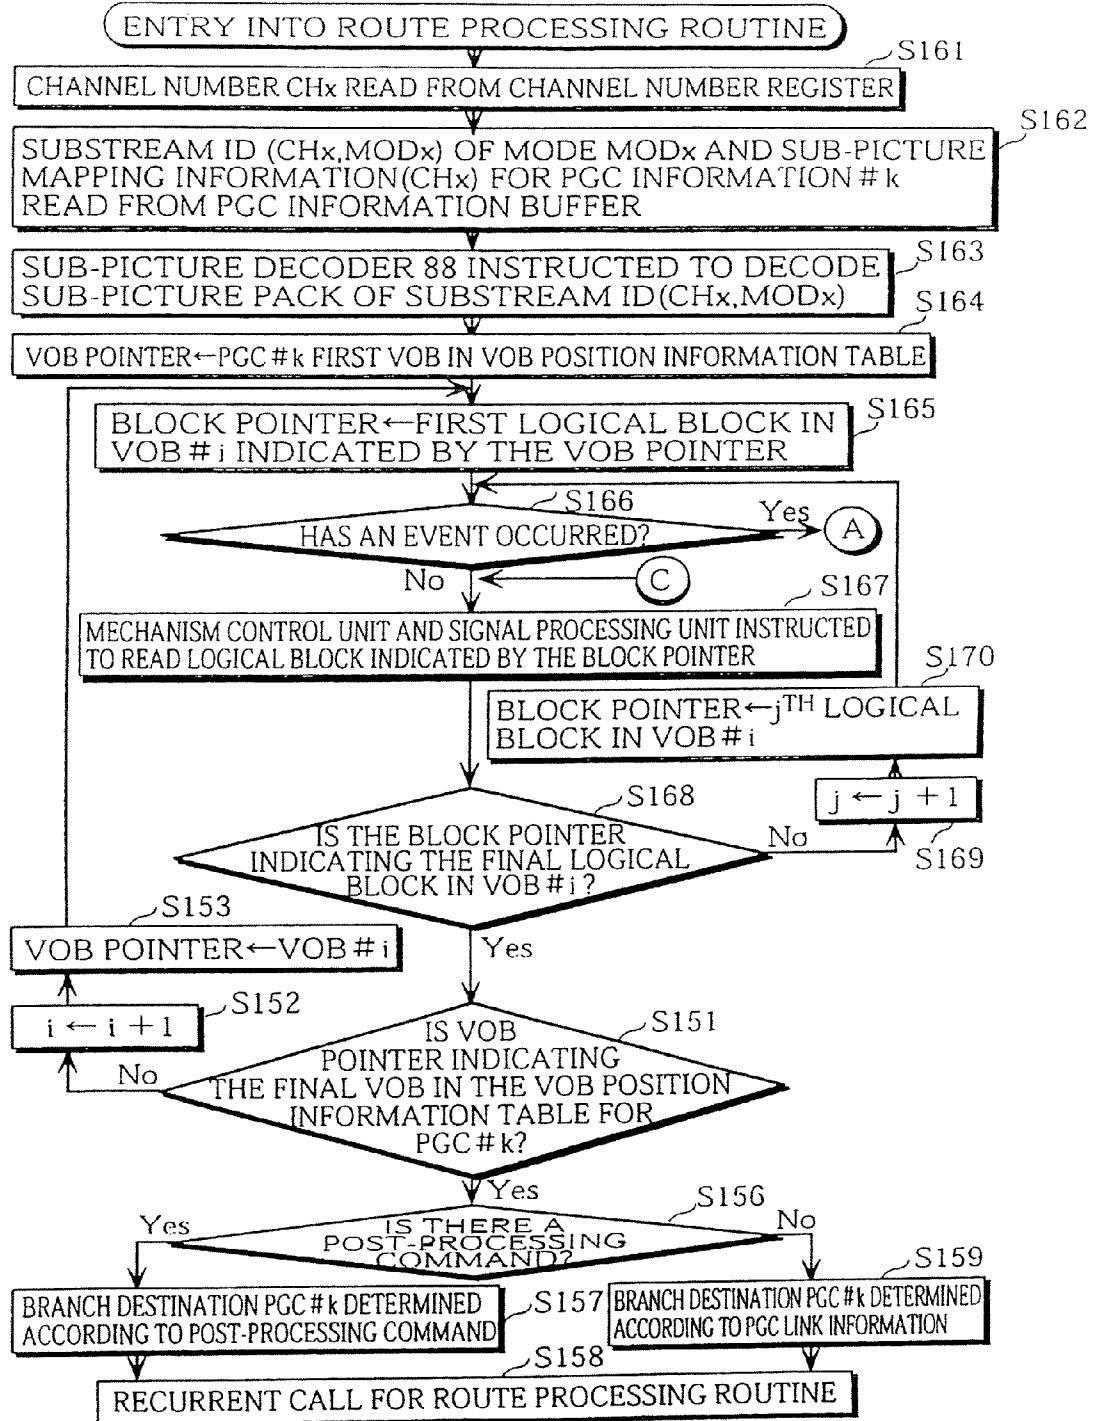 ENTRY INTO ROUTE PROCESSING ROUTINE
S161
CHANNEL NUMBER CHx READ FROM CHANNEL NUMBER REGISTER
S162
SUBSTREAM ID (CHx,MODx) OF MODE MODx AND SUB-PICTURE
MAPPING INFORMATION(CHx) FOR PGC INFORMATION #k
READ FROM PGC INFORMATION BUFFER
S163
SUB-PICTURE DECODER 88 INSTRUCTED TO DECODE
SUB-PICTURE PACK OF SUBSTREAM ID(CHx,MODx)
S164
VOB POINTER←PGC #k FIRST VOB IN VOB POSITION INFORMATION TABLE
S165
BLOCK POINTER←FIRST LOGICAL BLOCK IN
VOB #i INDICATED BY THE VOB POINTER
S166
HAS AN EVENT OCCURRED?
Yes
A
No
C
S167
MECHANISM CONTROL UNIT AND SIGNAL PROCESSING UNIT INSTRUCTED
TO READ LOGICAL BLOCK INDICATED BY THE BLOCK POINTER
S170
BLOCK POINTER←jTH LOGICAL
BLOCK IN VOB #i
S168
j ← j + 1
S169
IS THE BLOCK POINTER
INDICATING THE FINAL LOGICAL
BLOCK IN VOB #i?
No
Yes
S153
VOB POINTER←VOB #i
S152
i ← i + 1
No
S151
IS VOB
POINTER INDICATING
THE FINAL VOB IN THE VOB POSITION
INFORMATION TABLE FOR
PGC #k?
Yes
S156
IS THERE A
POST-PROCESSING
COMMAND?
Yes
No
S157
BRANCH DESTINATION PGC #k DETERMINED
ACCORDING TO POST-PROCESSING COMMAND
S159
BRANCH DESTINATION PGC #k DETERMINED
ACCORDING TO PGC LINK INFORMATION
S158
RECURRENT CALL FOR ROUTE PROCESSING ROUTINE